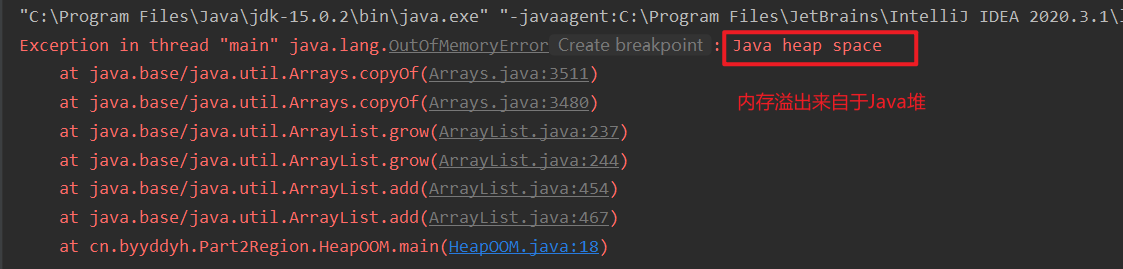 "C:\Program Files\Java\jdk-15.0.2\bin\java.exe" "-javaagent:C:\Program Files\JetBrains\IntelliJ IDEA 2020.3.1\
Exception in thread "main" java.lang.OutOfMemoryError Create breakpoint : Java heap space
at java.base/java.util.Arrays.copyOf(Arrays.java:3511)
at java.base/java.util.Arrays.copyOf(Arrays.java:3480)
内存溢出来自于Java堆
at java.base/java.util.ArrayList.grow(ArrayList.java:237)
at java.base/java.util.ArrayList.grow(ArrayList.java:244)
at java.base/java.util.ArrayList.add(ArrayList.java:454)
at java.base/java.util.ArrayList.add(ArrayList.java:467)
at cn.byyddyh.Part2Region.HeapOOM.main(HeapOOM.java:18)